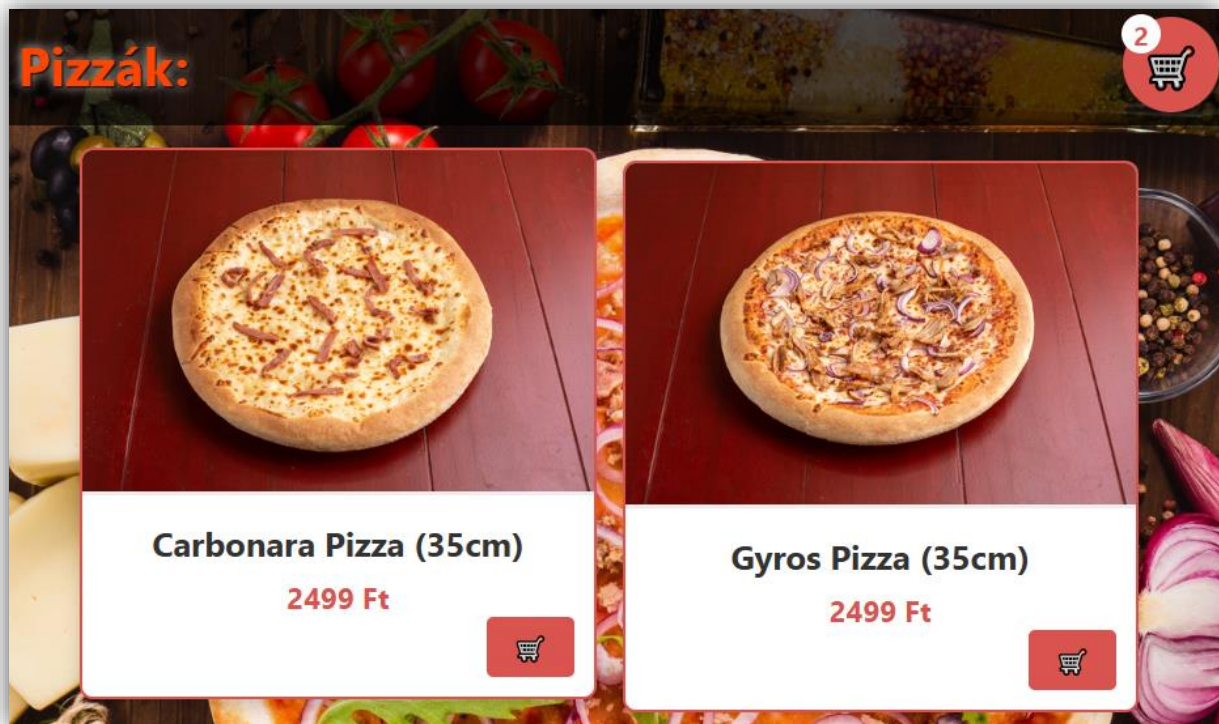 Pizzák:
2
Carbonara Pizza (35cm)
2499 Ft
Gyros Pizza (35cm)
2499 Ft